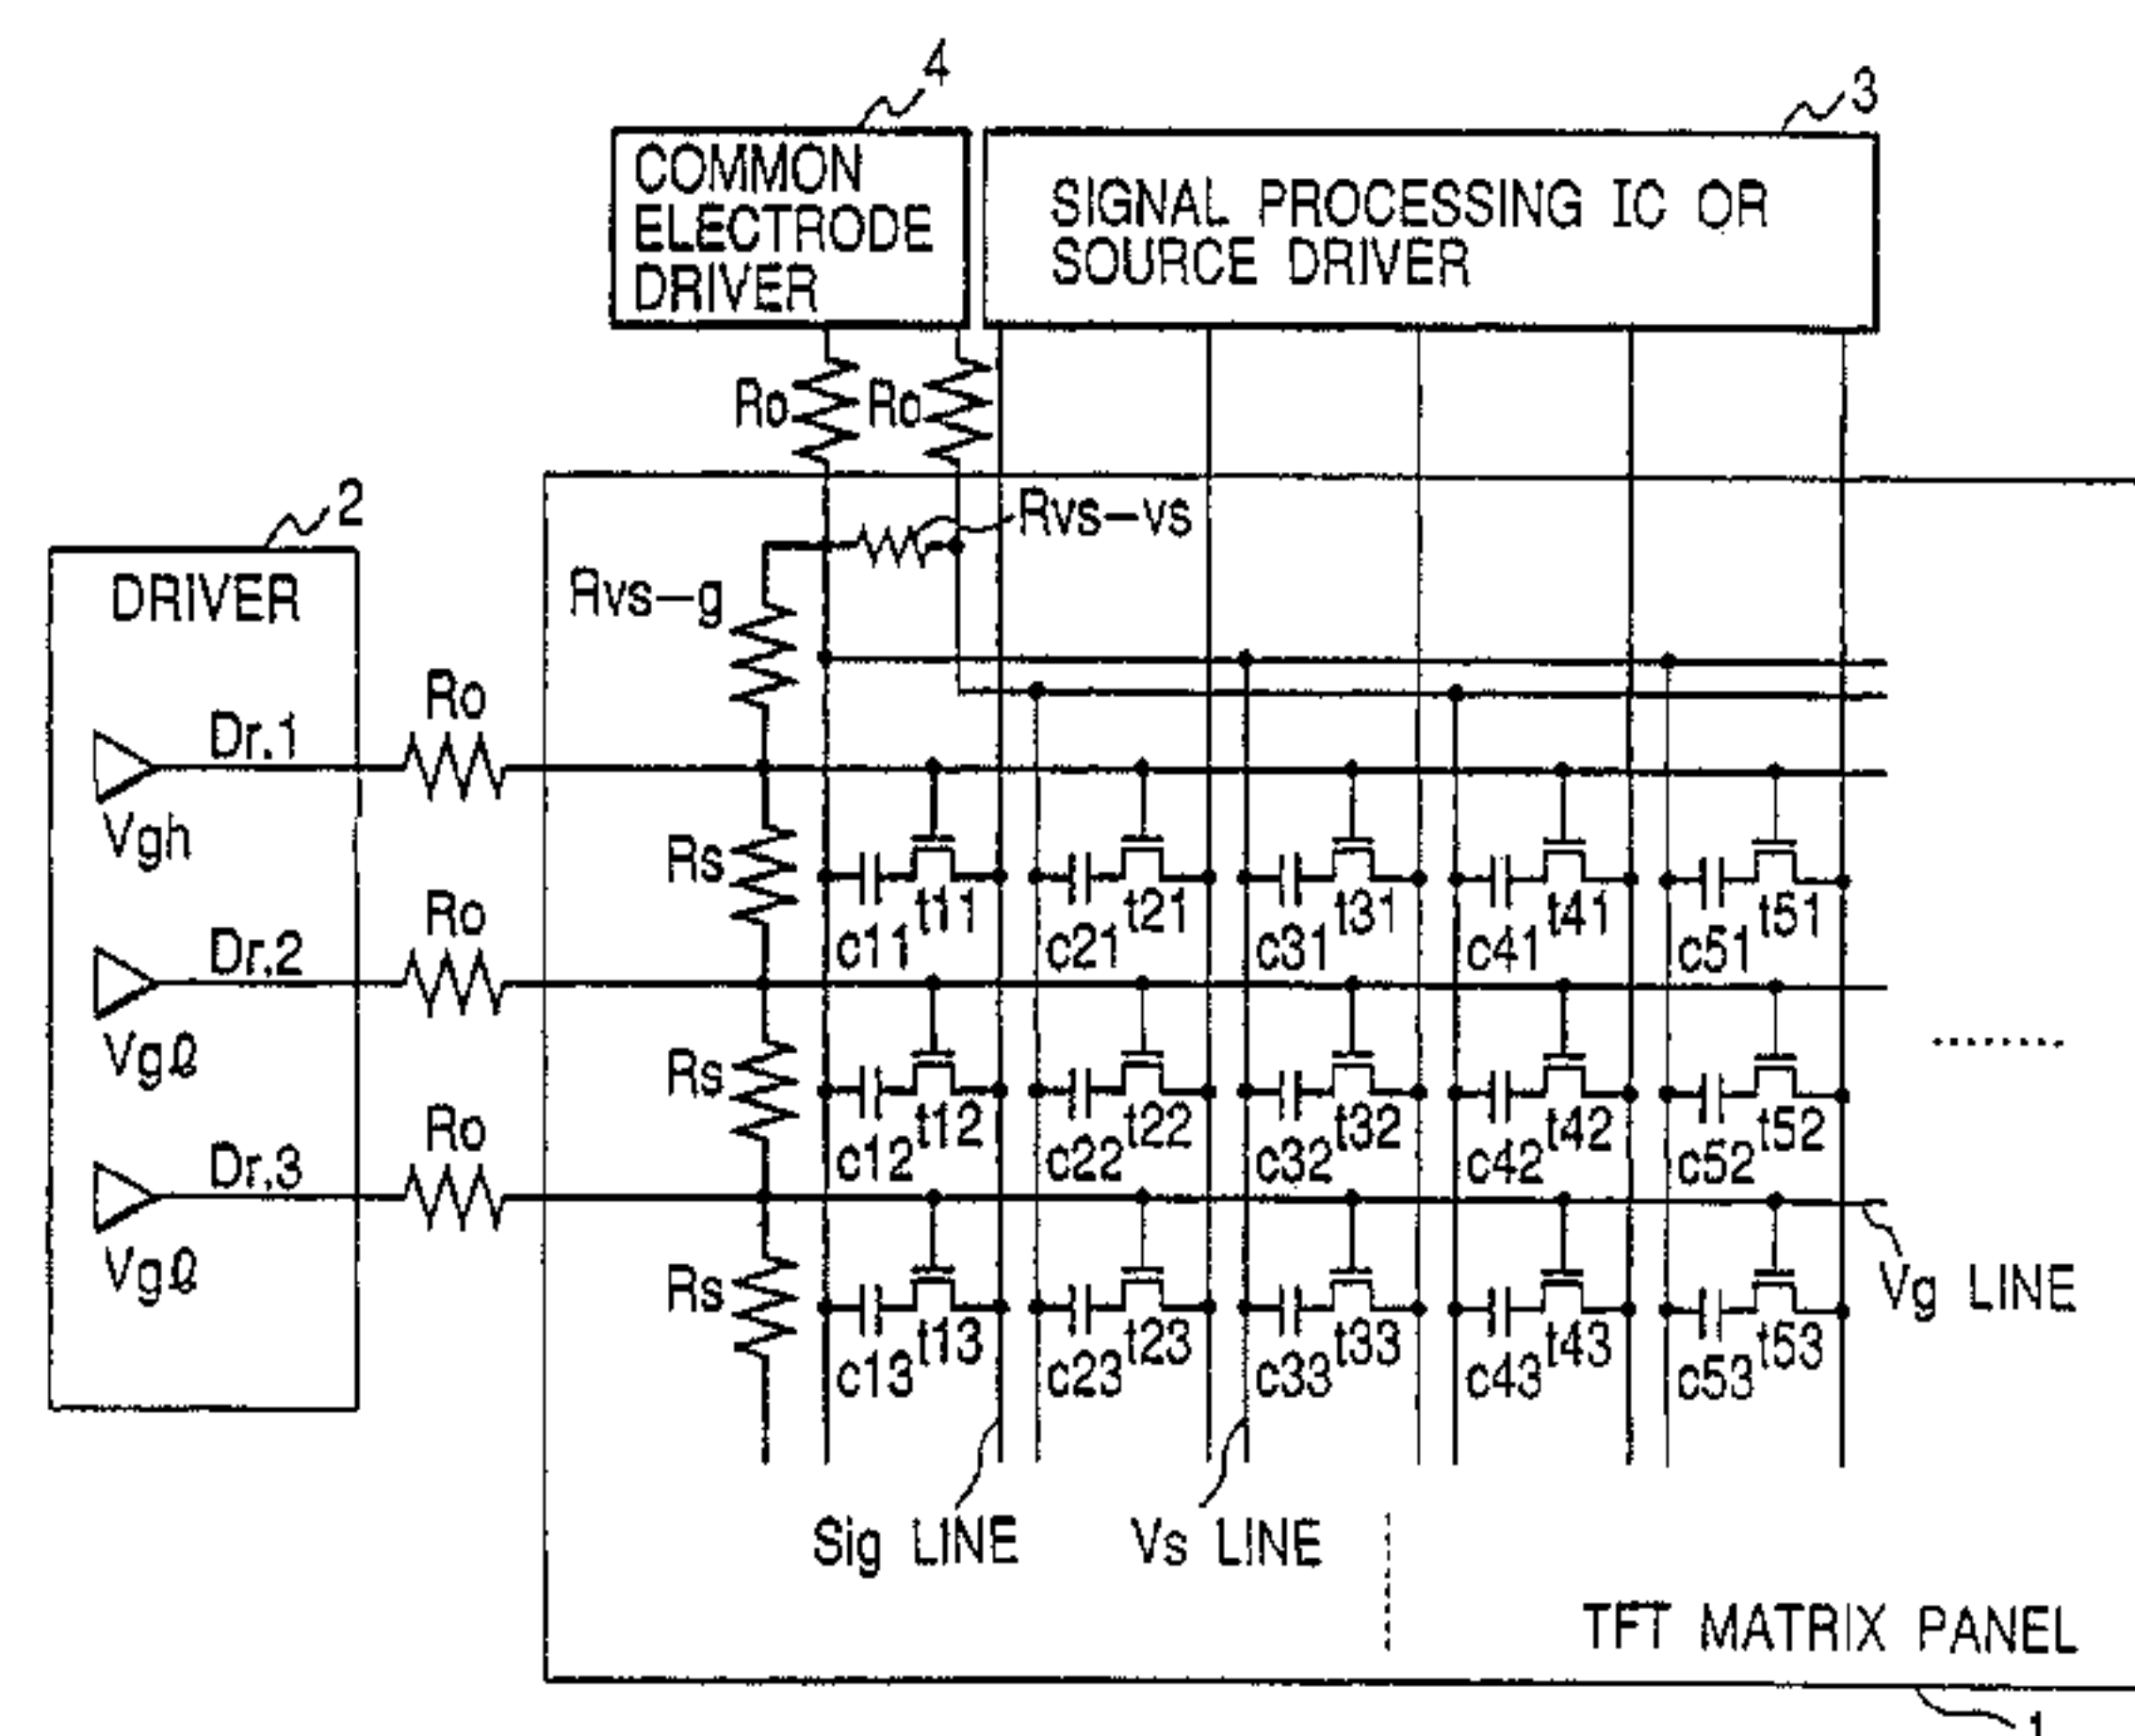 4
3
COMMON
ELECTRODE
DRIVER
SIGNAL PROCESSING IC OR
SOURCE DRIVER
Ro Ro
2
Rvs-vs
DRIVER
Rvs-g
Ro
Dr.1
Vgh
Rs
t11 t21 t31 t41 t51
c11 c21 c31 c41 c51
Ro
Dr.2
Vgℓ
Rs
t12 t22 t32 t42 t52
c12 c22 c32 c42 c52
Ro
Dr.3
Vgℓ
Rs
Vg LINE
t13 t23 t33 t43 t53
c13 c23 c33 c43 c53
Sig LINE Vs LINE
TFT MATRIX PANEL
1